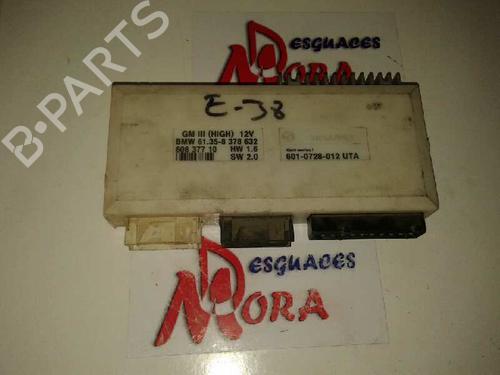 B-PARTS
ESGUACES
MORA
E-38
GM III (HIGH) 12V
BMW 61.35-8 378 632
608 377 10 HW 1.6
SW 2.0
601-0728-012 UTA
DESGUACES
MORA